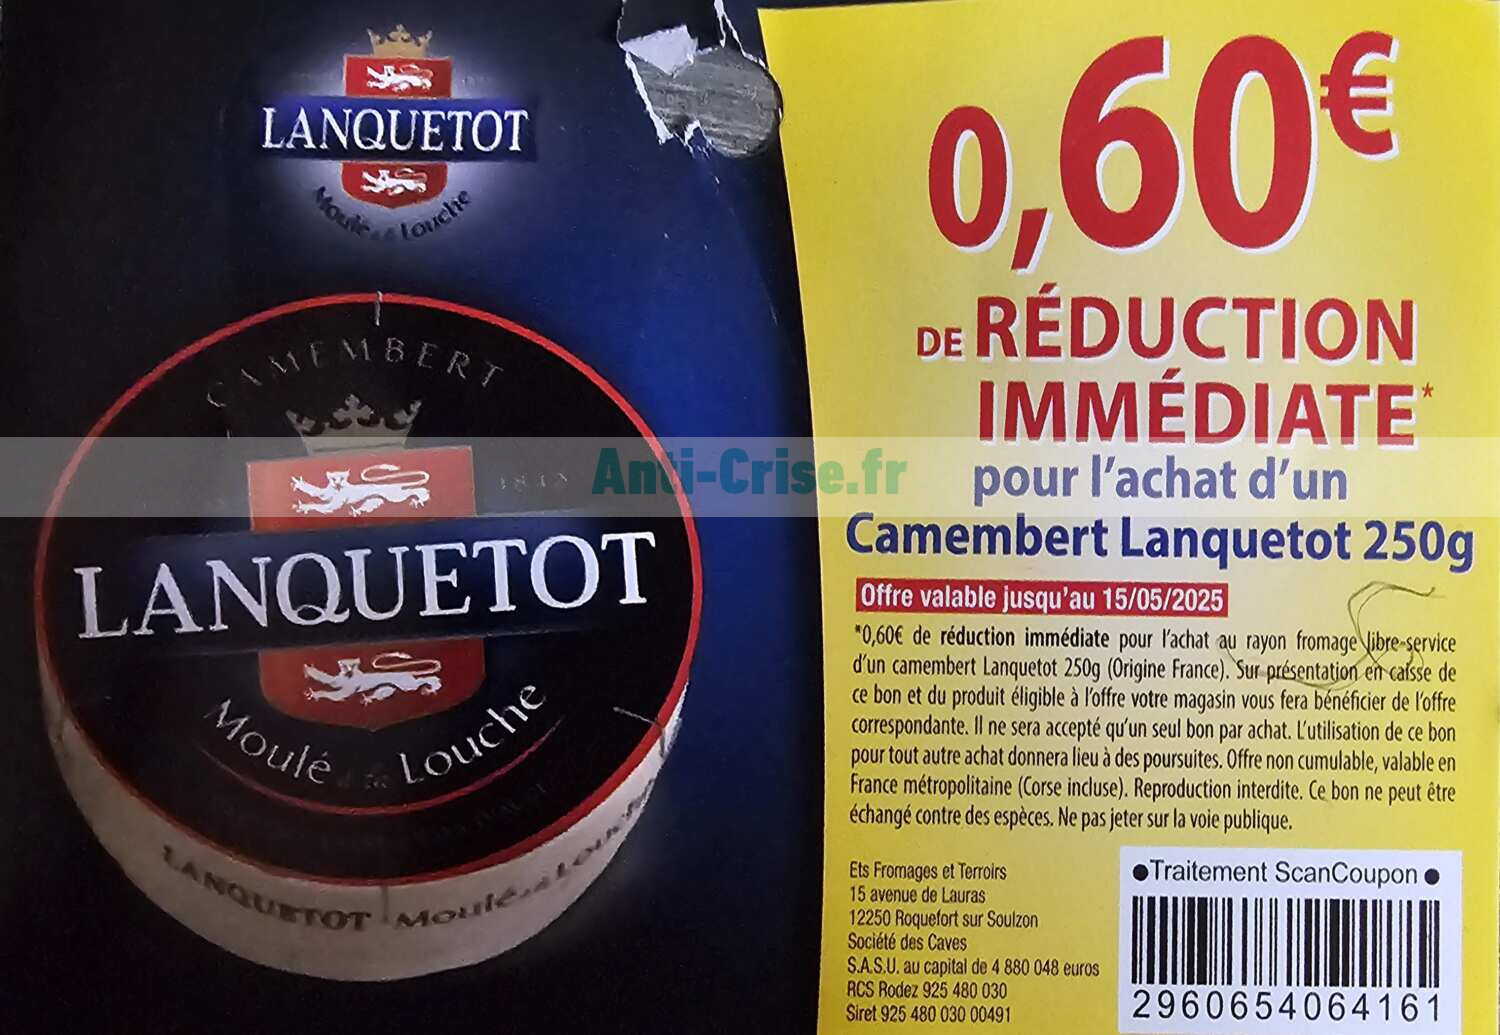 LANQUETOT
Moulé à la Louche
CAMEMBERT
LANQUETOT
Moulé à la Louche
LANQUETOT Moulé à la Louche
Anti-Crise.fr
0,60€
DE RÉDUCTION
IMMÉDIATE*
pour l'achat d'un
Camembert Lanquetot 250g
Offre valable jusqu'au 15/05/2025
*0,60€ de réduction immédiate pour l'achat au rayon fromage libre-service
d'un camembert Lanquetot 250g (Origine France). Sur présentation en caisse de
ce bon et du produit éligible à l'offre votre magasin vous fera bénéficier de l'offre
correspondante. Il ne sera accepté qu'un seul bon par achat. L'utilisation de ce bon
pour tout autre achat donnera lieu à des poursuites. Offre non cumulable, valable en
France métropolitaine (Corse incluse). Reproduction interdite. Ce bon ne peut être
échangé contre des espèces. Ne pas jeter sur la voie publique.
Ets Fromages et Terroirs
15 avenue de Lauras
12250 Roquefort sur Soulzon
Société des Caves
S.A.S.U. au capital de 4 880 048 euros
RCS Rodez 925 480 030
Siret 925 480 030 00491
●Traitement ScanCoupon ●
2960654064161